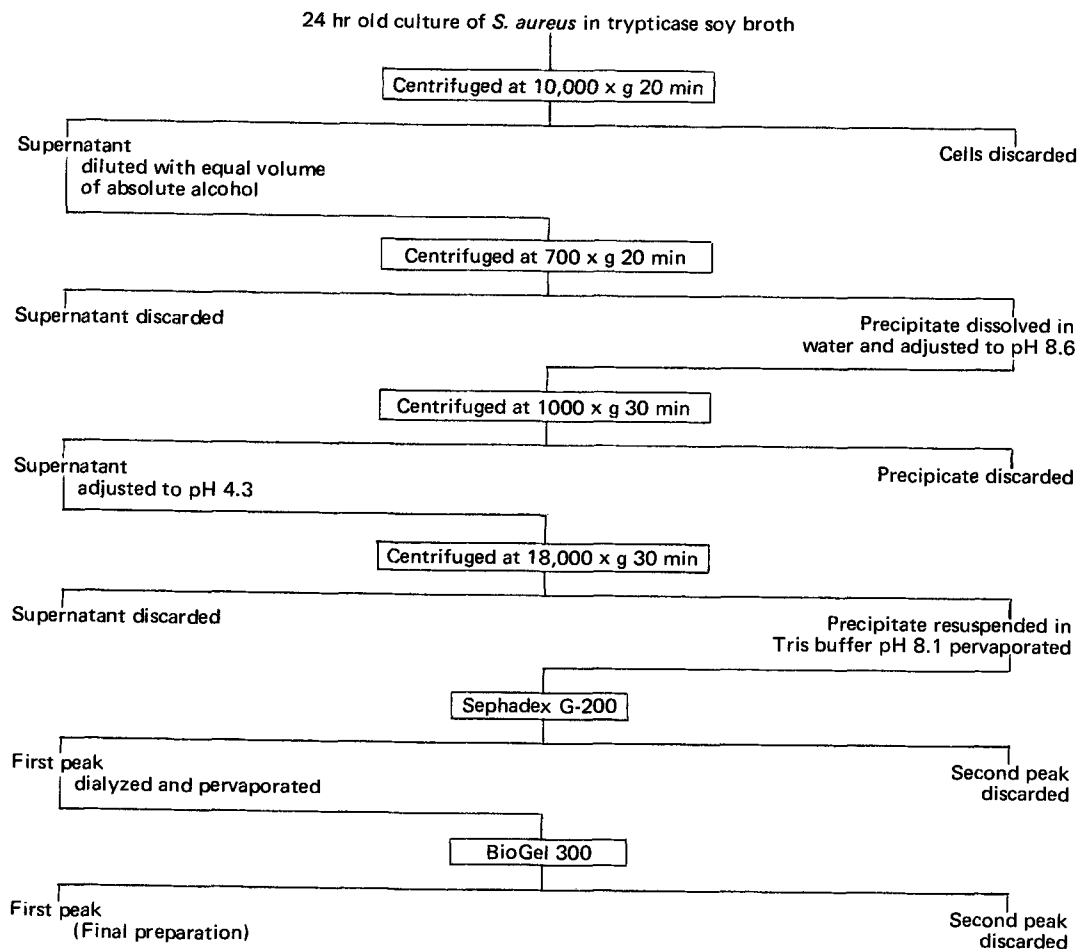 24 hr old culture of S. aureus in trypticase soy broth
Centrifuged at 10,000 x g 20 min
Supernatant
diluted with equal volume
of absolute alcohol
Cells discarded
Centrifuged at 700 x g 20 min
Supernatant discarded
Precipitate dissolved in
water and adjusted to pH 8.6
Centrifuged at 1000 x g 30 min
Supernatant
adjusted to pH 4.3
Precipicate discarded
Centrifuged at 18,000 x g 30 min
Supernatant discarded
Precipitate resuspended in
Tris buffer pH 8.1 pervaporated
Sephadex G-200
First peak
dialyzed and pervaporated
Second peak
discarded
BioGel 300
First peak
(Final preparation)
Second peak
discarded